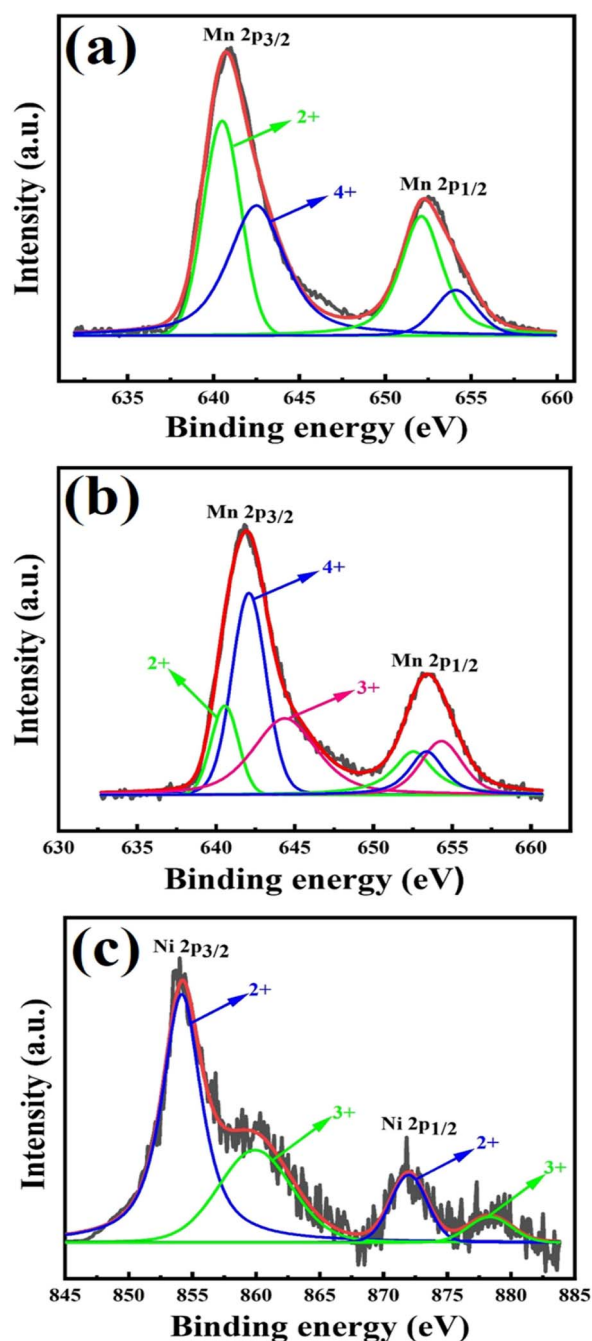 (a)
Mn 2p3/2
2+
4+
Mn 2p1/2
Intensity (a.u.)
635 640 645 650 655 660
Binding energy (eV)
(b)
Mn 2p3/2
4+
2+
3+
Mn 2p1/2
Intensity (a.u.)
630 635 640 645 650 655 660
Binding energy (eV)
(c)
Ni 2p3/2
2+
3+
Ni 2p1/2
2+
3+
Intensity (a.u.)
845 850 855 860 865 870 875 880 885
Binding energy (eV)